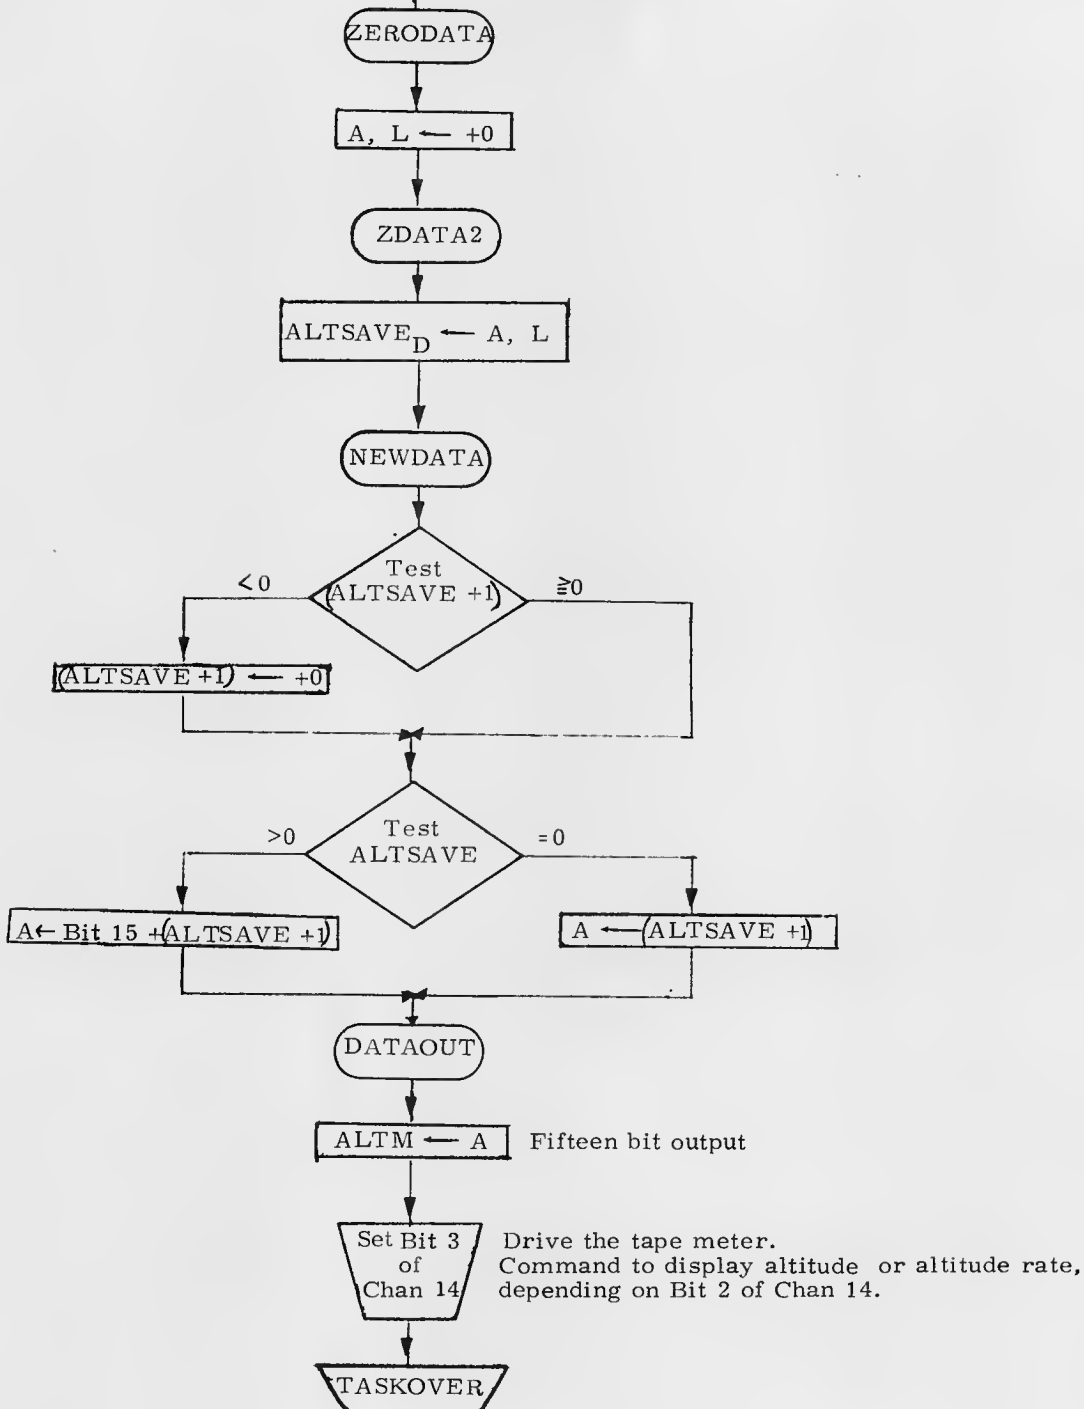 ZERODATA
A, L ← +0
ZDATA2
ALTSAVE_D ← A, L
NEWDATA
Test
(ALTSAVE +1)
<0
≧0
(ALTSAVE +1) ← +0
Test
ALTSAVE
>0
=0
A← Bit 15 +(ALTSAVE +1)
A ← (ALTSAVE +1)
DATAOUT
ALTM ← A
Fifteen bit output
Set Bit 3
of
Chan 14
Drive the tape meter.
Command to display altitude or altitude rate,
depending on Bit 2 of Chan 14.
TASKOVER